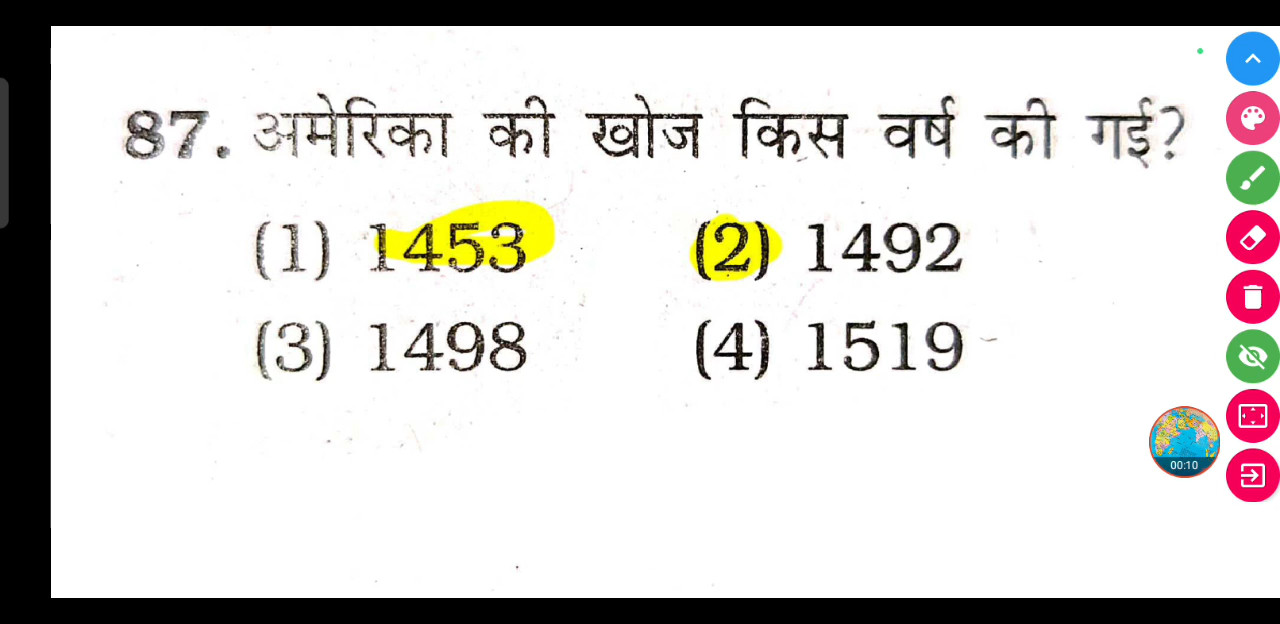 87. अमेरिका की खोज किस वर्ष की गई?
(1) 1453 (2) 1492
(3) 1498 (4) 1519
00:10